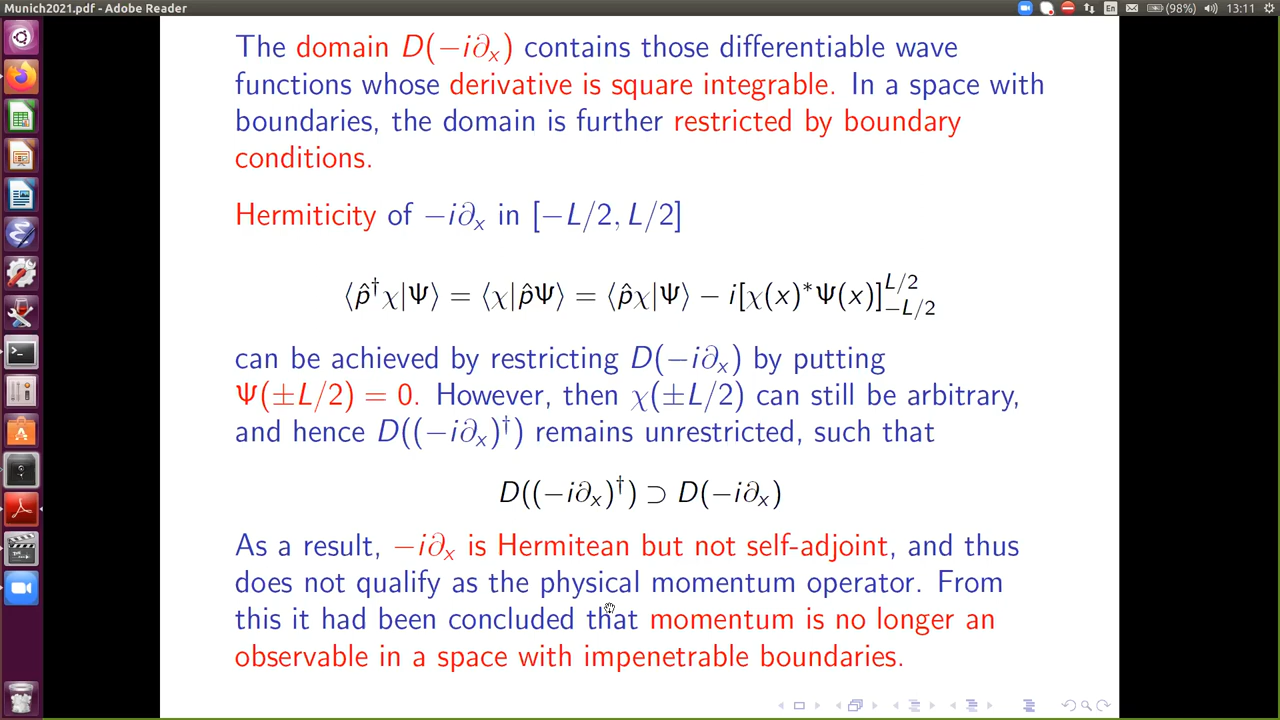 Munich2021.pdf - Adobe Reader
En
(98%)
13:11
The domain D(−i∂ₓ) contains those differentiable wave
functions whose derivative is square integrable. In a space with
boundaries, the domain is further restricted by boundary
conditions.
Hermiticity of −i∂ₓ in [−L/2, L/2]
⟨p̂†χ|Ψ⟩ = ⟨χ|p̂Ψ⟩ = ⟨p̂χ|Ψ⟩ − i[χ(x)*Ψ(x)]^{L/2}_{−L/2}
can be achieved by restricting D(−i∂ₓ) by putting
Ψ(±L/2) = 0. However, then χ(±L/2) can still be arbitrary,
and hence D((−i∂ₓ)†) remains unrestricted, such that
D((−i∂ₓ)†) ⊃ D(−i∂ₓ)
As a result, −i∂ₓ is Hermitean but not self-adjoint, and thus
does not qualify as the physical momentum operator. From
this it had been concluded that momentum is no longer an
observable in a space with impenetrable boundaries.